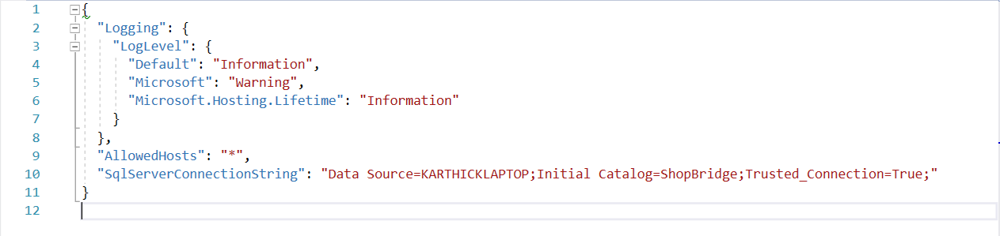 1 {
2 "Logging": {
3 "LogLevel": {
4 "Default": "Information",
5 "Microsoft": "Warning",
6 "Microsoft.Hosting.Lifetime": "Information"
7 }
8 },
9 "AllowedHosts": "*",
10 "SqlServerConnectionString": "Data Source=KARTHICKLAPTOP;Initial Catalog=ShopBridge;Trusted_Connection=True;"
11 }
12